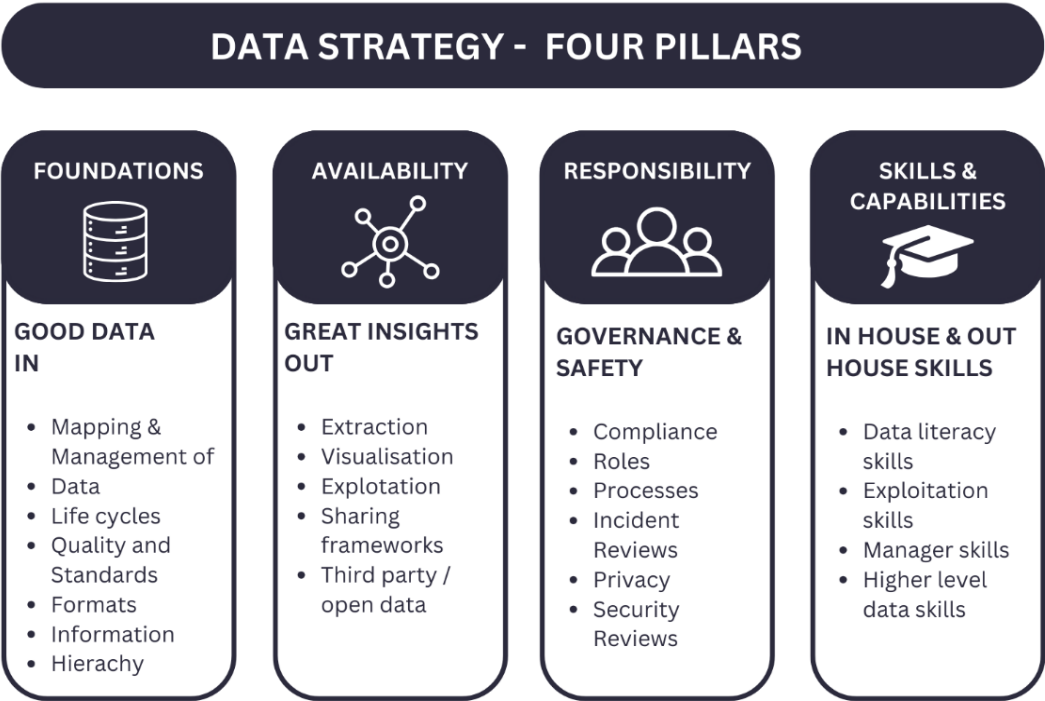 DATA STRATEGY - FOUR PILLARS
FOUNDATIONS
GOOD DATA
IN
• Mapping &
Management of
• Data
• Life cycles
• Quality and
Standards
• Formats
• Information
• Hierachy
AVAILABILITY
GREAT INSIGHTS
OUT
• Extraction
• Visualisation
• Explotation
• Sharing
frameworks
• Third party /
open data
RESPONSIBILITY
GOVERNANCE &
SAFETY
• Compliance
• Roles
• Processes
• Incident
Reviews
• Privacy
• Security
Reviews
SKILLS &
CAPABILITIES
IN HOUSE & OUT
HOUSE SKILLS
• Data literacy
skills
• Exploitation
skills
• Manager skills
• Higher level
data skills